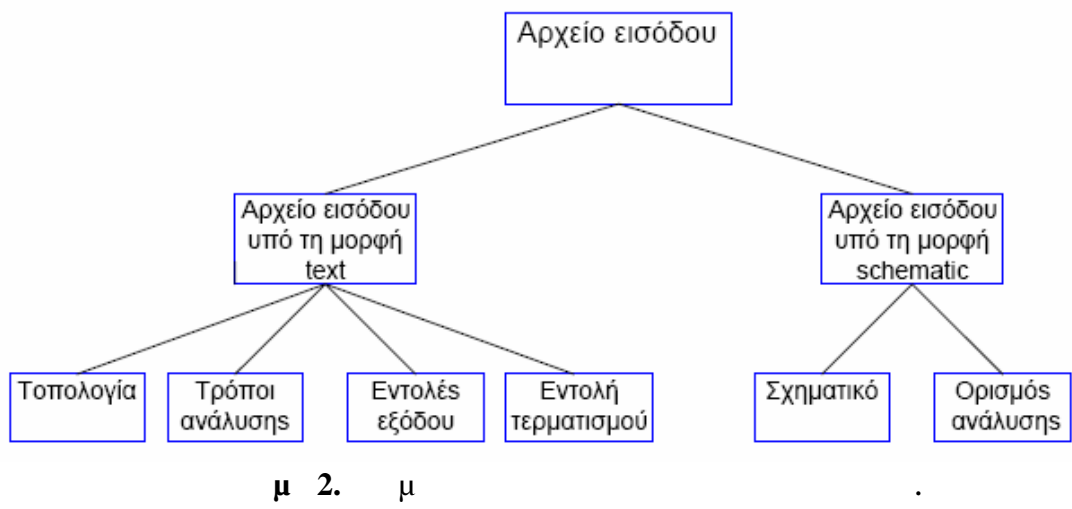 Αρχείο εισόδου
Αρχείο εισόδου
υπό τη μορφή
text
Αρχείο εισόδου
υπό τη μορφή
schematic
Τοπολογία
Τρόποι
ανάλυσης
Εντολές
εξόδου
Εντολή
τερματισμού
Σχηματικό
Ορισμός
ανάλυσης
μ 2. μ .